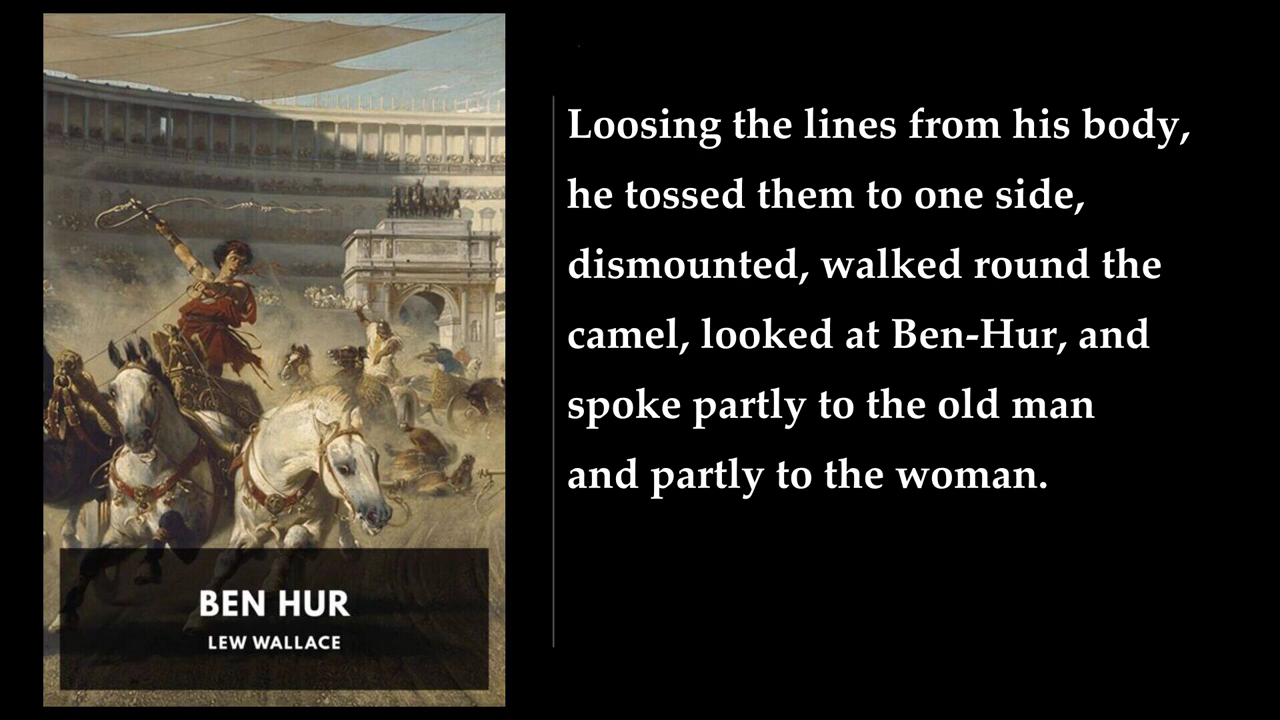 BEN HUR
LEW WALLACE
Loosing the lines from his body,
he tossed them to one side,
dismounted, walked round the
camel, looked at Ben-Hur, and
spoke partly to the old man
and partly to the woman.